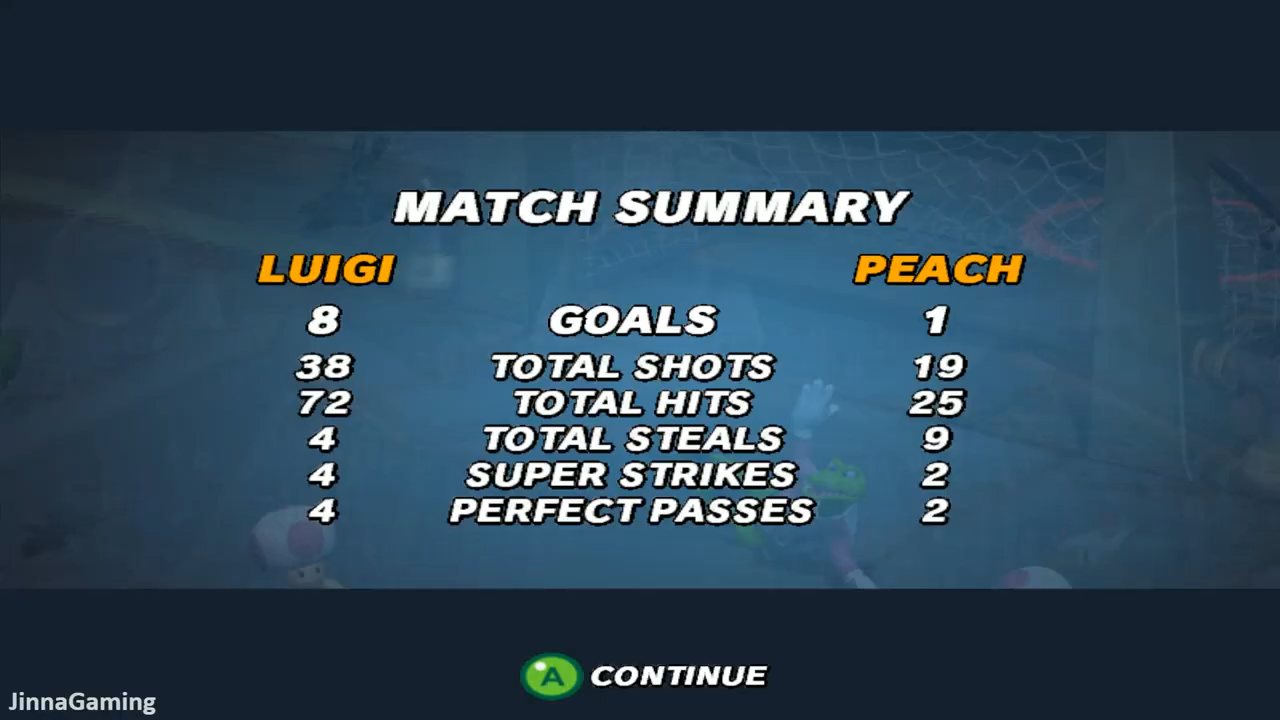 MATCH SUMMARY
LUIGI PEACH
8 GOALS 1
38 TOTAL SHOTS 19
72 TOTAL HITS 25
4 TOTAL STEALS 9
4 SUPER STRIKES 2
4 PERFECT PASSES 2
A CONTINUE
JinnaGaming